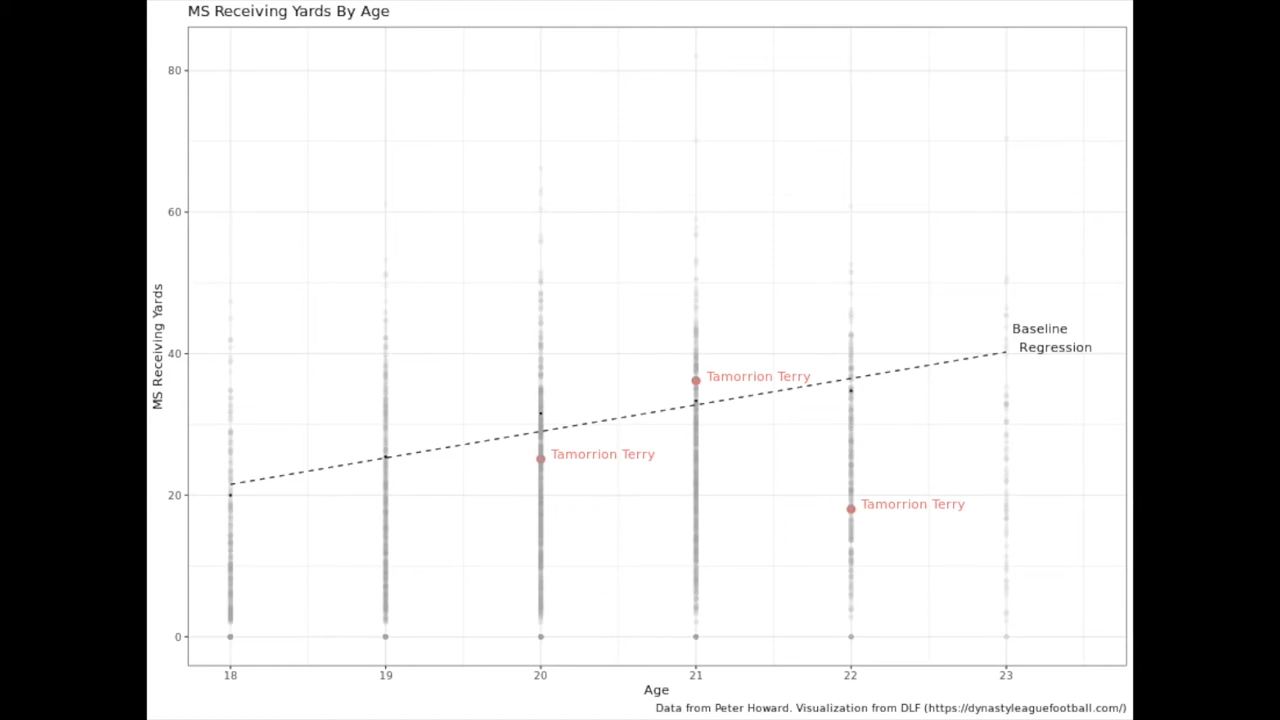 MS Receiving Yards By Age
MS Receiving Yards
80
60
40
20
0
Baseline
Regression
Tamorrion Terry
Tamorrion Terry
Tamorrion Terry
18 19 20 21 22 23
Age
Data from Peter Howard. Visualization from DLF (https://dynastyleaguefootball.com/)